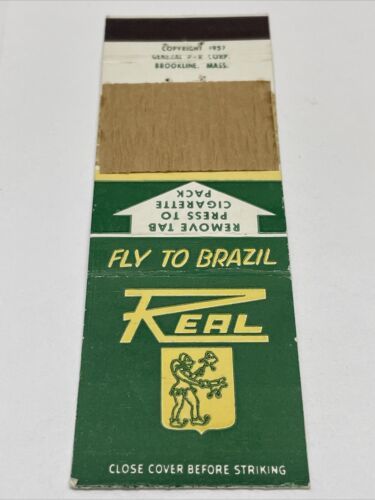 COPYRIGHT 1957
GENERAL P-R CORP.
BROOKLINE, MASS.
REMOVE TAB
PRESS TO
CIGARETTE
PACK
FLY TO BRAZIL
REAL
CLOSE COVER BEFORE STRIKING